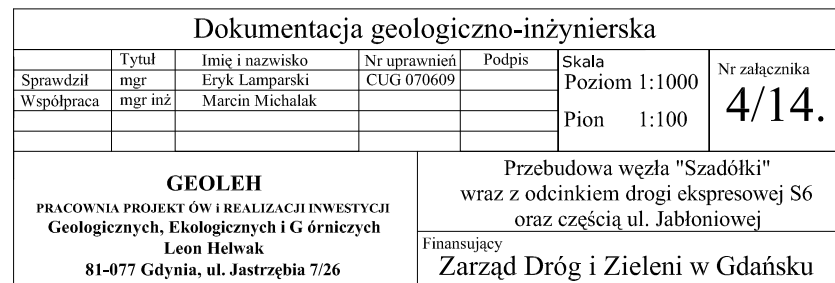 Dokumentacja geologiczno-inżynierska
Tytuł Imię i nazwisko Nr uprawnień Podpis
Sprawdził mgr Eryk Lamparski CUG 070609
Współpraca mgr inż Marcin Michalak
Skala
Poziom 1:1000
Pion 1:100
Nr załącznika
4/14.
GEOLEH
PRACOWNIA PROJEKT ÓW i REALIZACJI INWESTYCJI
Geologicznych, Ekologicznych i G órniczych
Leon Helwak
81-077 Gdynia, ul. Jastrzębia 7/26
Przebudowa węzła "Szadółki"
wraz z odcinkiem drogi ekspresowej S6
oraz częścią ul. Jabłoniowej
Finansujący
Zarząd Dróg i Zieleni w Gdańsku